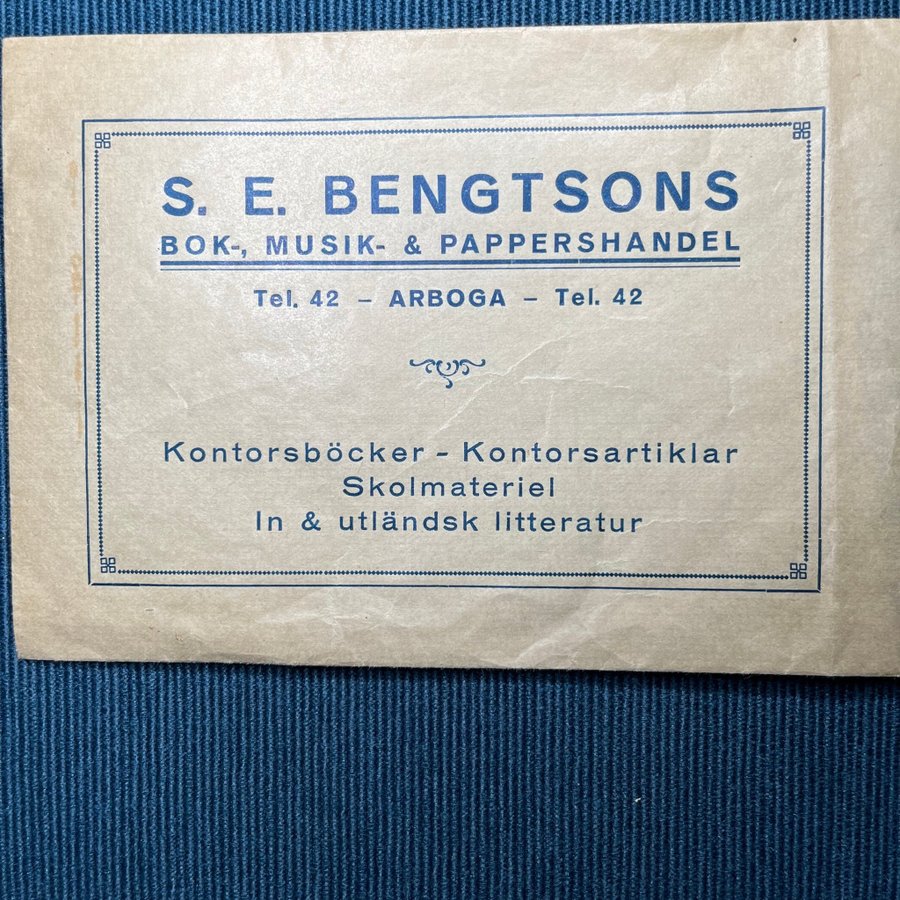 S. E. BENGTSONS
BOK-, MUSIK- & PAPPERSHANDEL
Tel. 42 – ARBOGA – Tel. 42
Kontorsböcker - Kontorsartiklar
Skolmateriel
In & utländsk litteratur